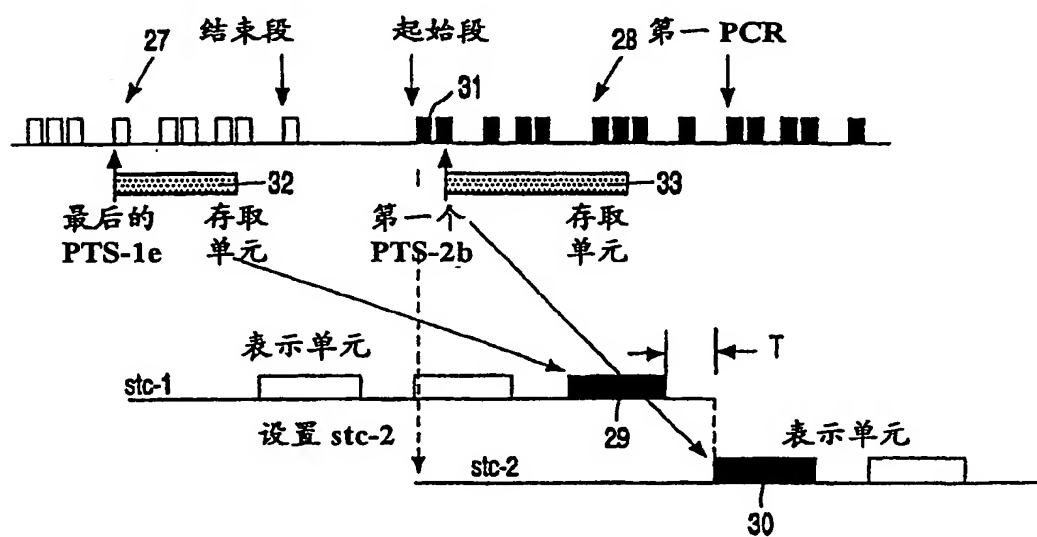 27
结束段
起始段
28
第一 PCR
31
32
33
最后的
PTS-1e
存取
单元
第一个
PTS-2b
存取
单元
表示单元
T
stc-1
29
设置 stc-2
表示单元
stc-2
30